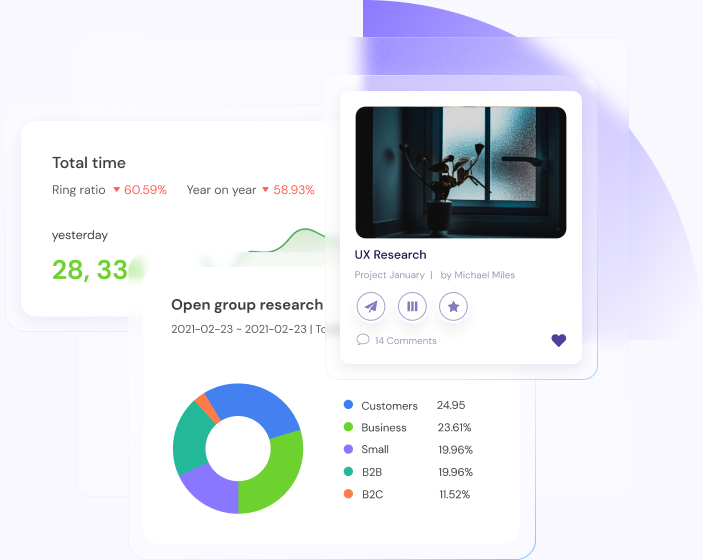 Total time
Ring ratio 60.59% Year on year 58.93%
yesterday
28, 33
UX Research
Project January | by Michael Miles
14 Comments
Open group research
2021-02-23 ~ 2021-02-23 |
Customers 24.95
Business 23.61%
Small 19.96%
B2B 19.96%
B2C 11.52%